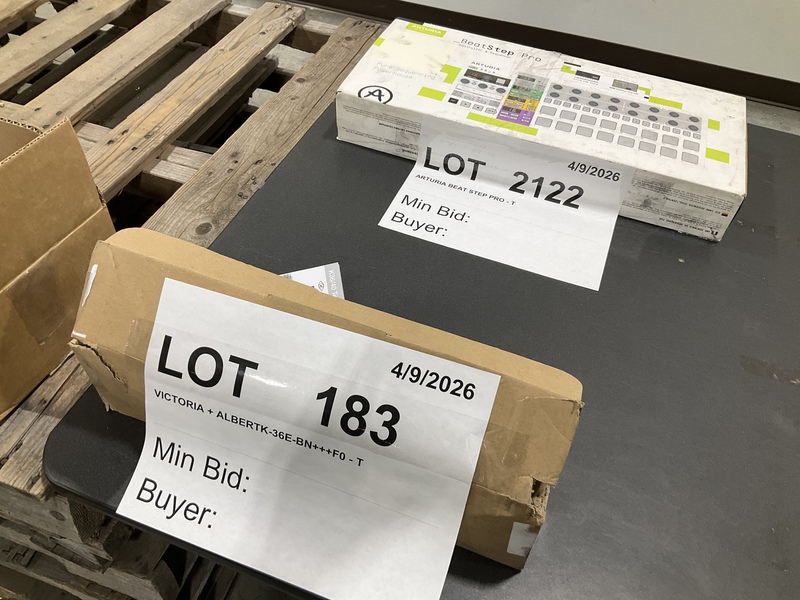 ARTURIA
BeatStep Pro
ARTURIA
LOT 2122
4/9/2026
ARTURIA BEAT STEP PRO - T
Min Bid:
Buyer:
LOT 183
4/9/2026
VICTORIA + ALBERTK-36E-BN+++F0 - T
Min Bid:
Buyer: